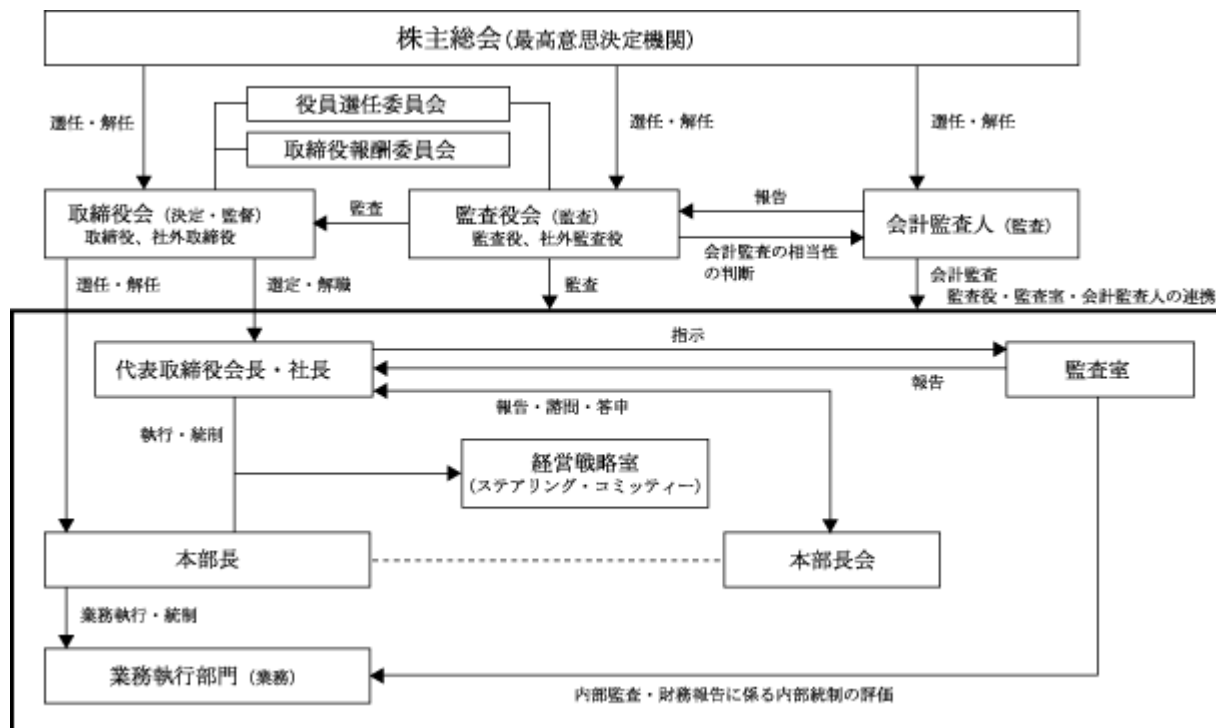 株主総会(最高意思決定機関)
役員選任委員会
選任・解任
選任・解任
選任・解任
取締役報酬委員会
取締役会(決定・監督)
取締役、社外取締役
監査
監査役会(監査)
監査役、社外監査役
報告
会計監査の相当性
の判断
会計監査人(監査)
選任・解任
選定・解職
監査
会計監査
監査役・監査室・会計監査人の連携
指示
代表取締役会長・社長
監査室
報告
報告・諮問・答申
執行・統制
経営戦略室
(ステアリング・コミッティー)
本部長
本部長会
業務執行・統制
業務執行部門(業務)
内部監査・財務報告に係る内部統制の評価